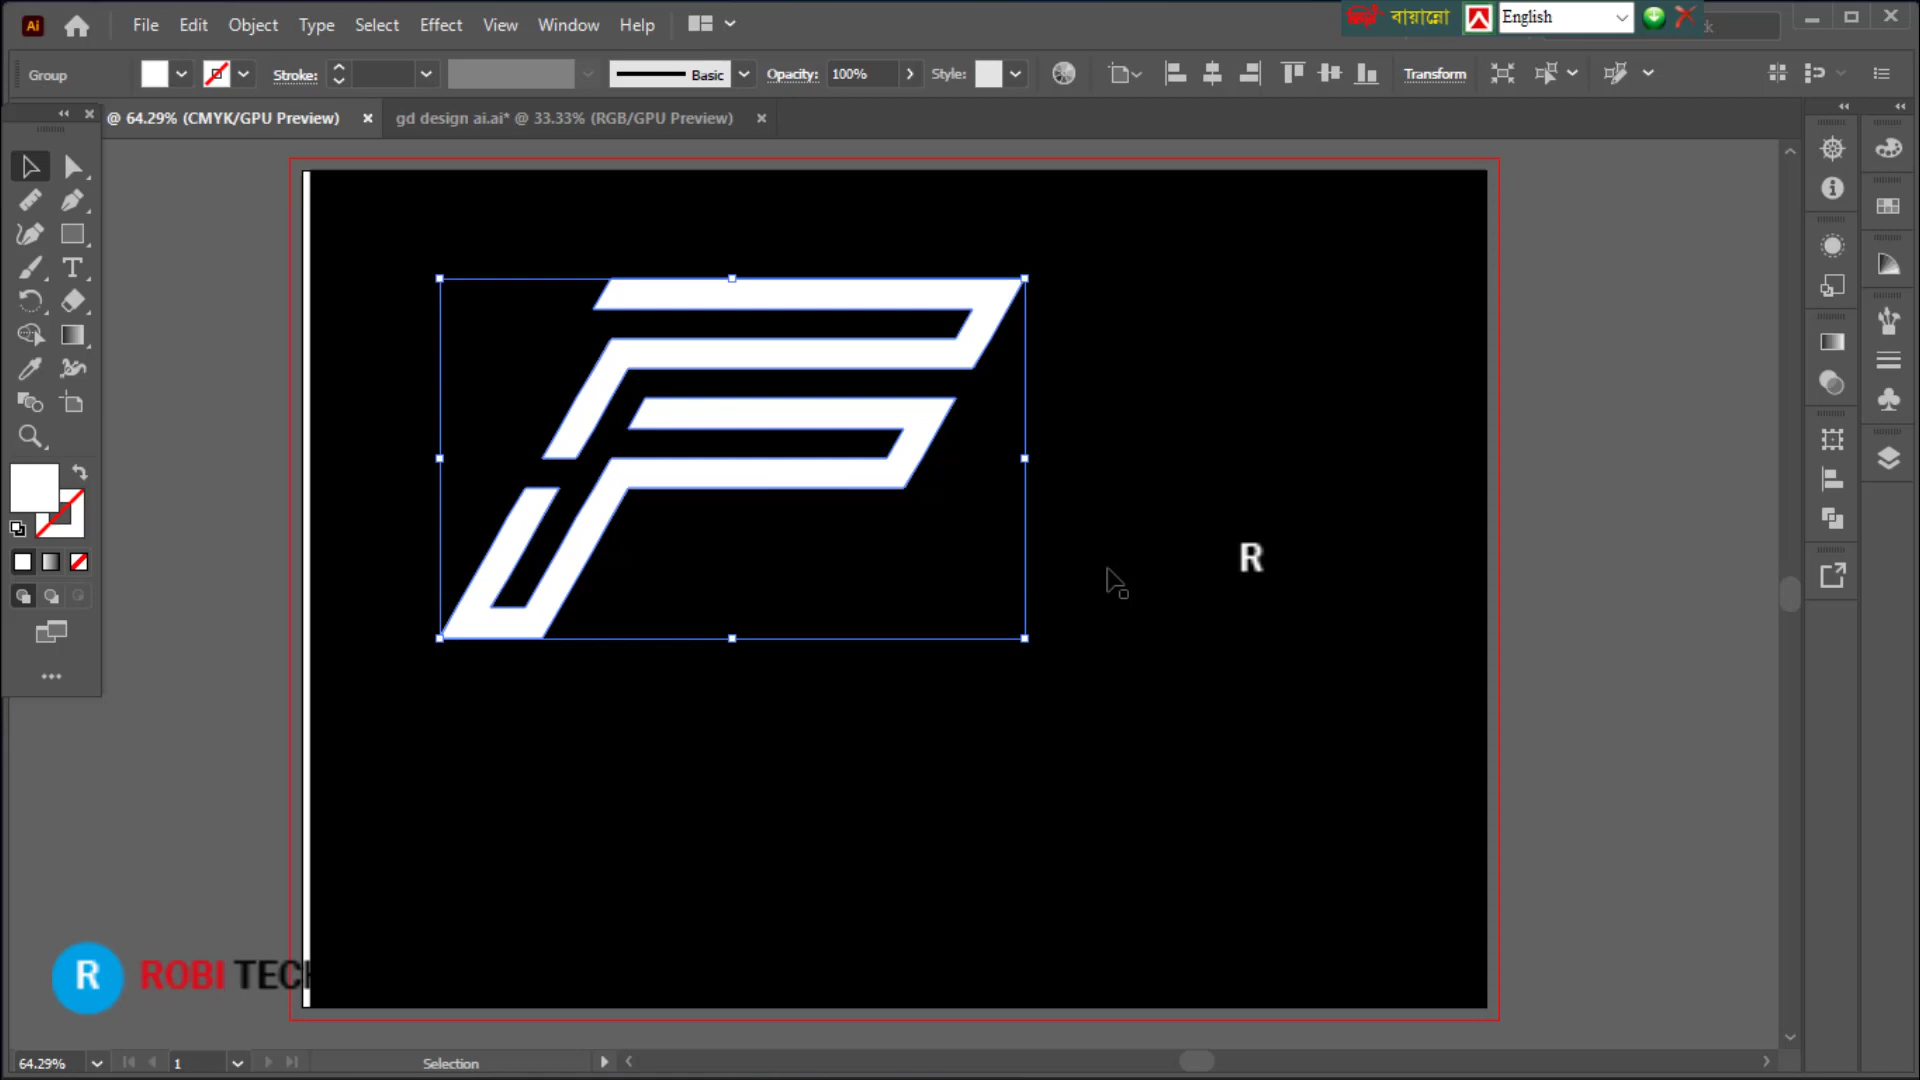 Ai File Edit Object Type Select Effect View Window Help
বায়ান্নো English
Group Stroke: Basic Opacity: 100% Style: Transform
@ 64.29% (CMYK/GPU Preview) × gd design ai.ai* @ 33.33% (RGB/GPU Preview) ×
R
R ROBI TECH
64.29% 1 Selection